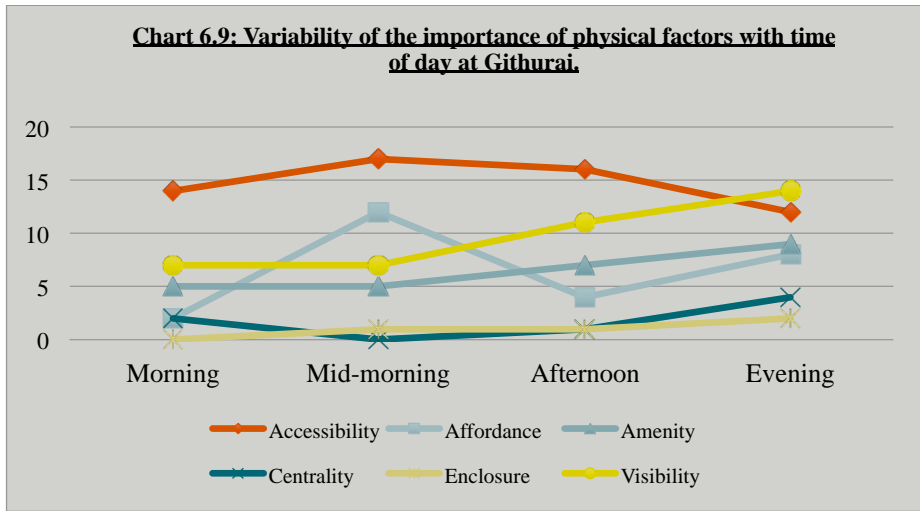 Chart 6.9: Variability of the importance of physical factors with time
of day at Githurai.
20
15
10
5
0
Morning Mid-morning Afternoon Evening
Accessibility Affordance Amenity
Centrality Enclosure Visibility